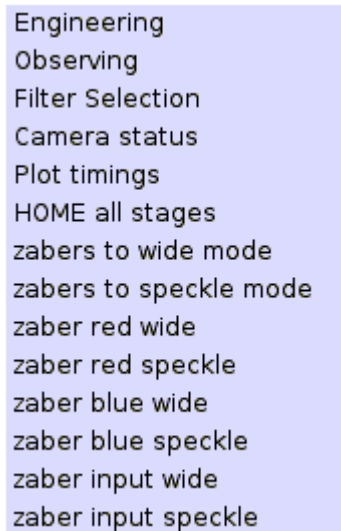 Engineering
Observing
Filter Selection
Camera status
Plot timings
HOME all stages
zabers to wide mode
zabers to speckle mode
zaber red wide
zaber red speckle
zaber blue wide
zaber blue speckle
zaber input wide
zaber input speckle